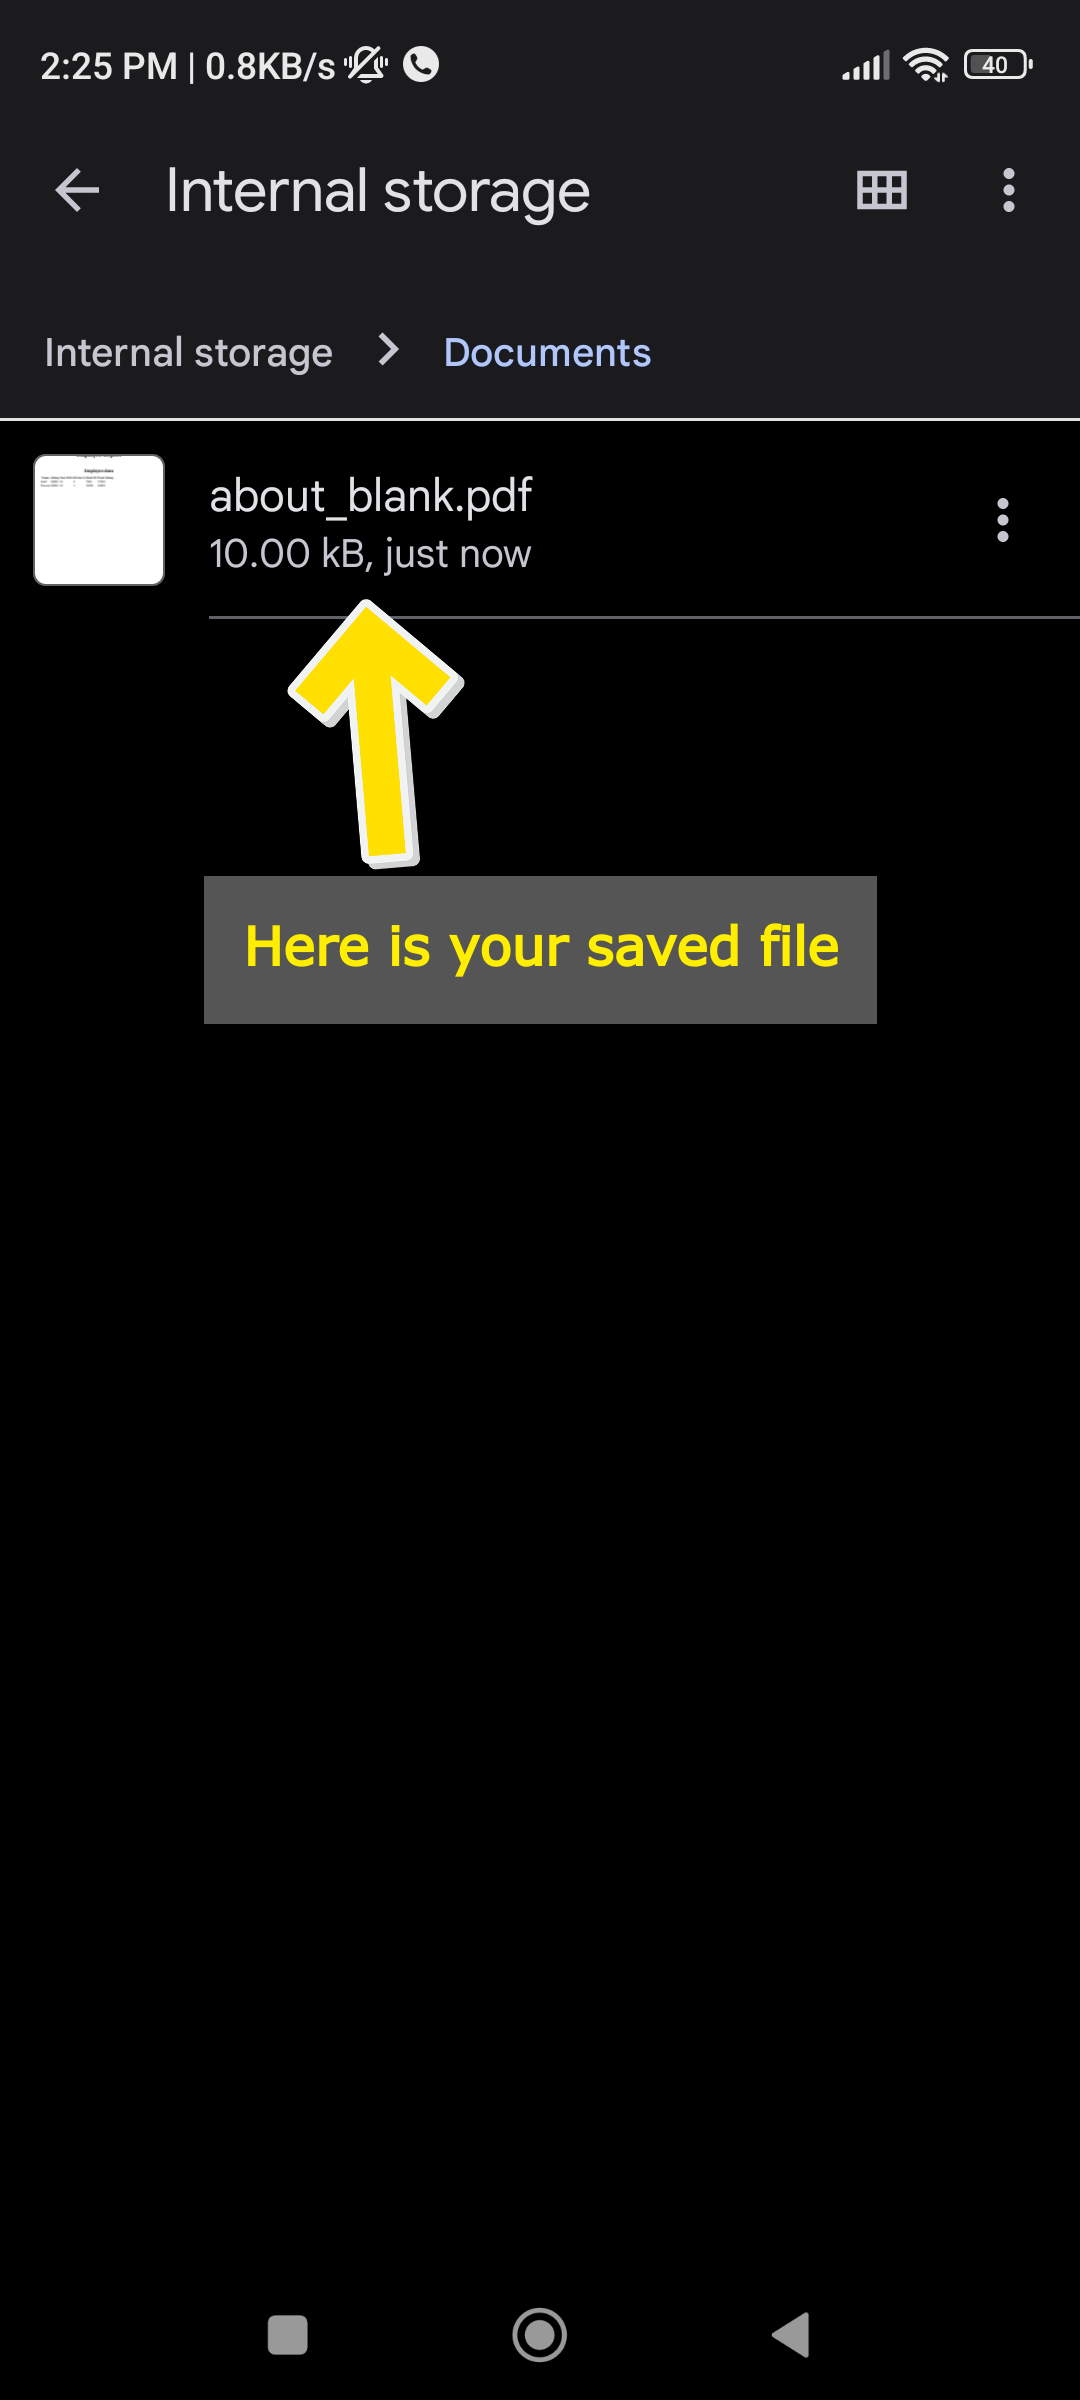 2:25 PM | 0.8KB/s
40
Internal storage
Internal storage > Documents
about_blank.pdf
10.00 kB, just now
Here is your saved file